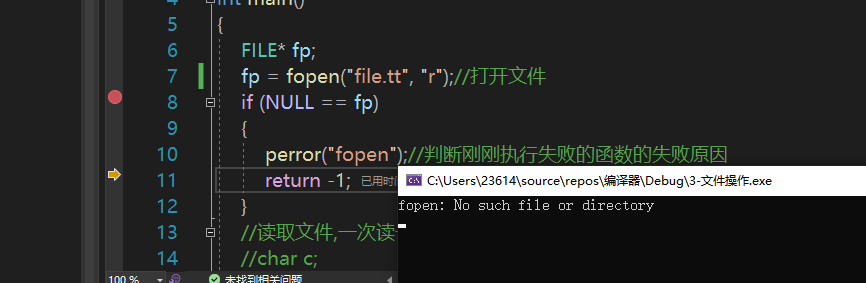 4 int main()
5 {
6 FILE* fp;
7 fp = fopen("file.tt", "r");//打开文件
8 if (NULL == fp)
9 {
10 perror("fopen");//判断刚刚执行失败的函数的失败原因
11 return -1; 已用时间
12 }
13 //读取文件,一次读
14 //char c;
100 % 未找到相关问题
C:\Users\23614\source\repos\编译器\Debug\3-文件操作.exe
fopen: No such file or directory